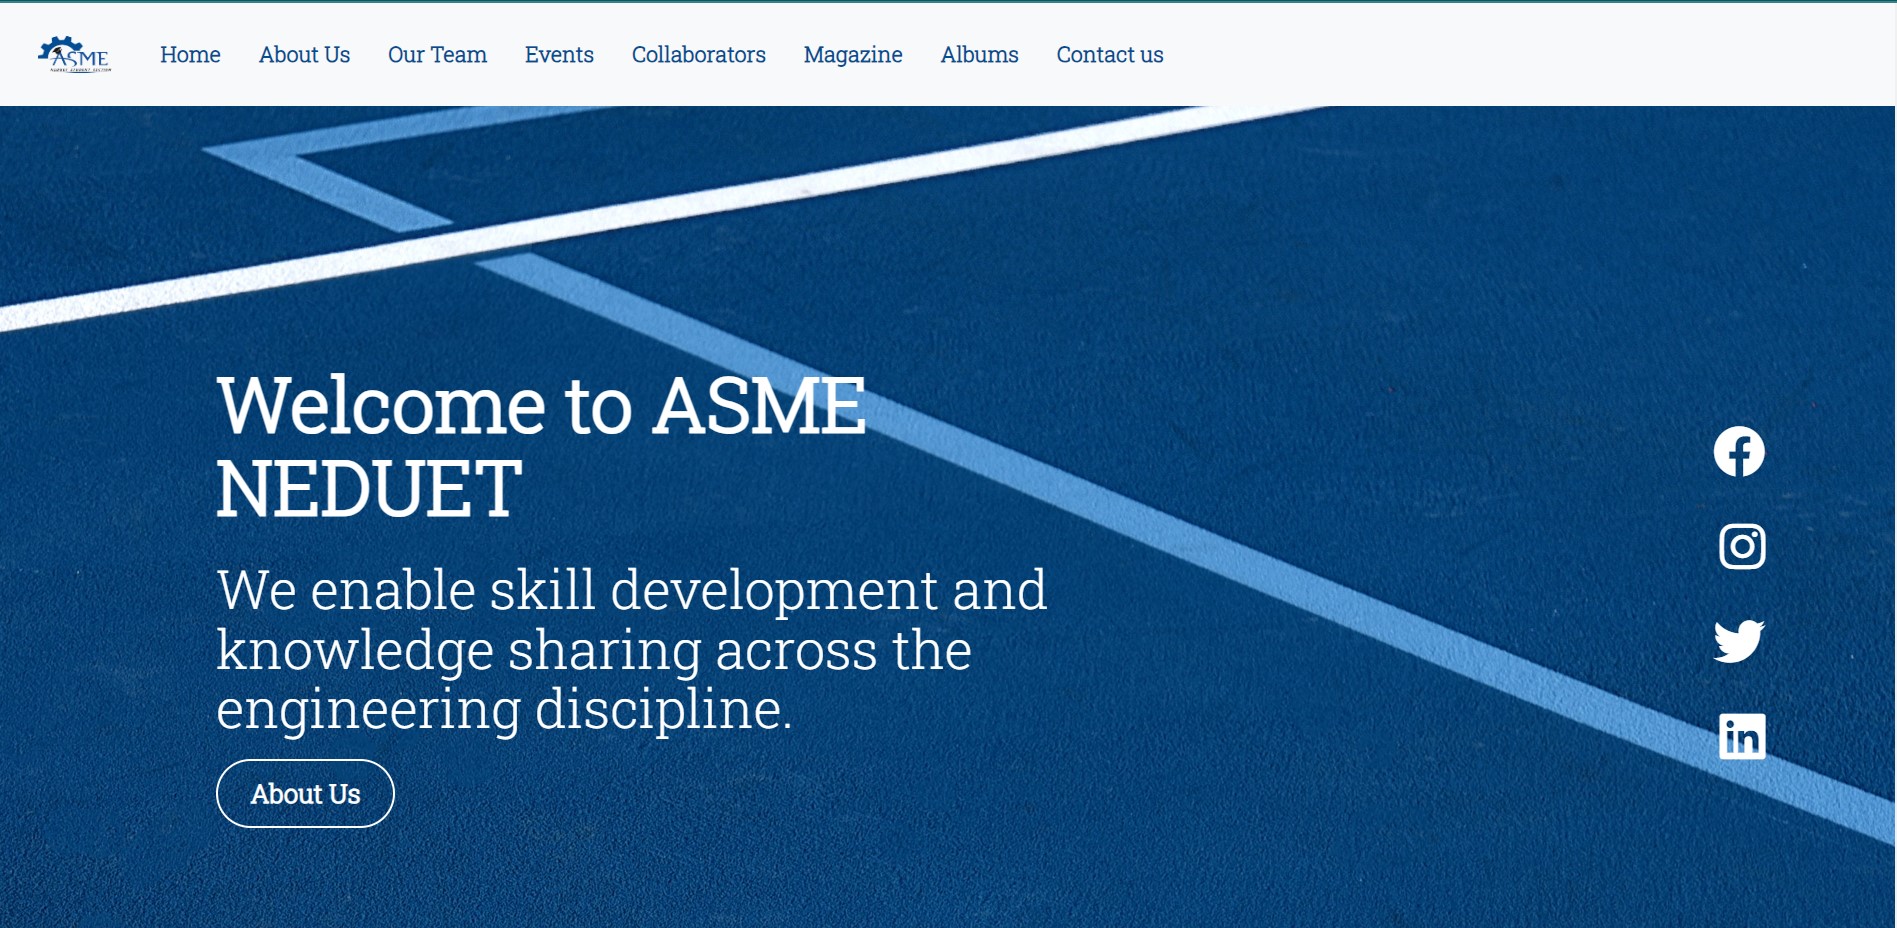 ASME
Home
About Us
Our Team
Events
Collaborators
Magazine
Albums
Contact us
Welcome to ASME
NEDUET
We enable skill development and
knowledge sharing across the
engineering discipline.
About Us
in